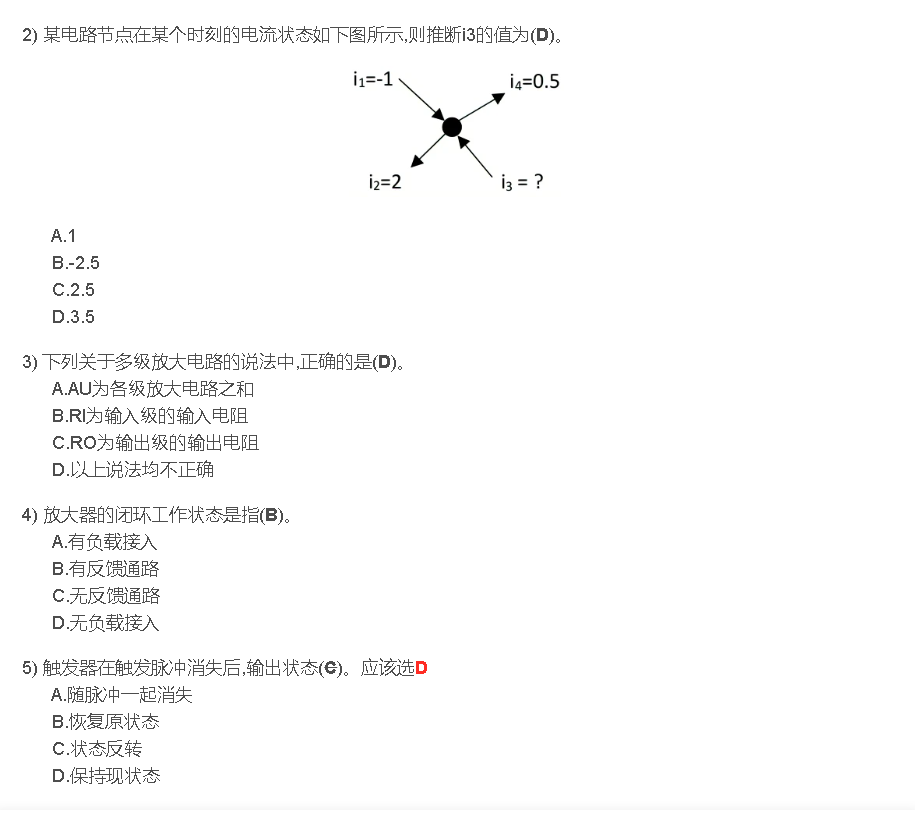 2) 某电路节点在某个时刻的电流状态如下图所示,则推断i3的值为(D)。
i₁=-1
i₄=0.5
i₂=2
i₃ = ?
A.1
B.-2.5
C.2.5
D.3.5
3) 下列关于多级放大电路的说法中,正确的是(D)。
A.AU为各级放大电路之和
B.RI为输入级的输入电阻
C.RO为输出级的输出电阻
D.以上说法均不正确
4) 放大器的闭环工作状态是指(B)。
A.有负载接入
B.有反馈通路
C.无反馈通路
D.无负载接入
5) 触发器在触发脉冲消失后,输出状态(C)。应该选D
A.随脉冲一起消失
B.恢复原状态
C.状态反转
D.保持现状态